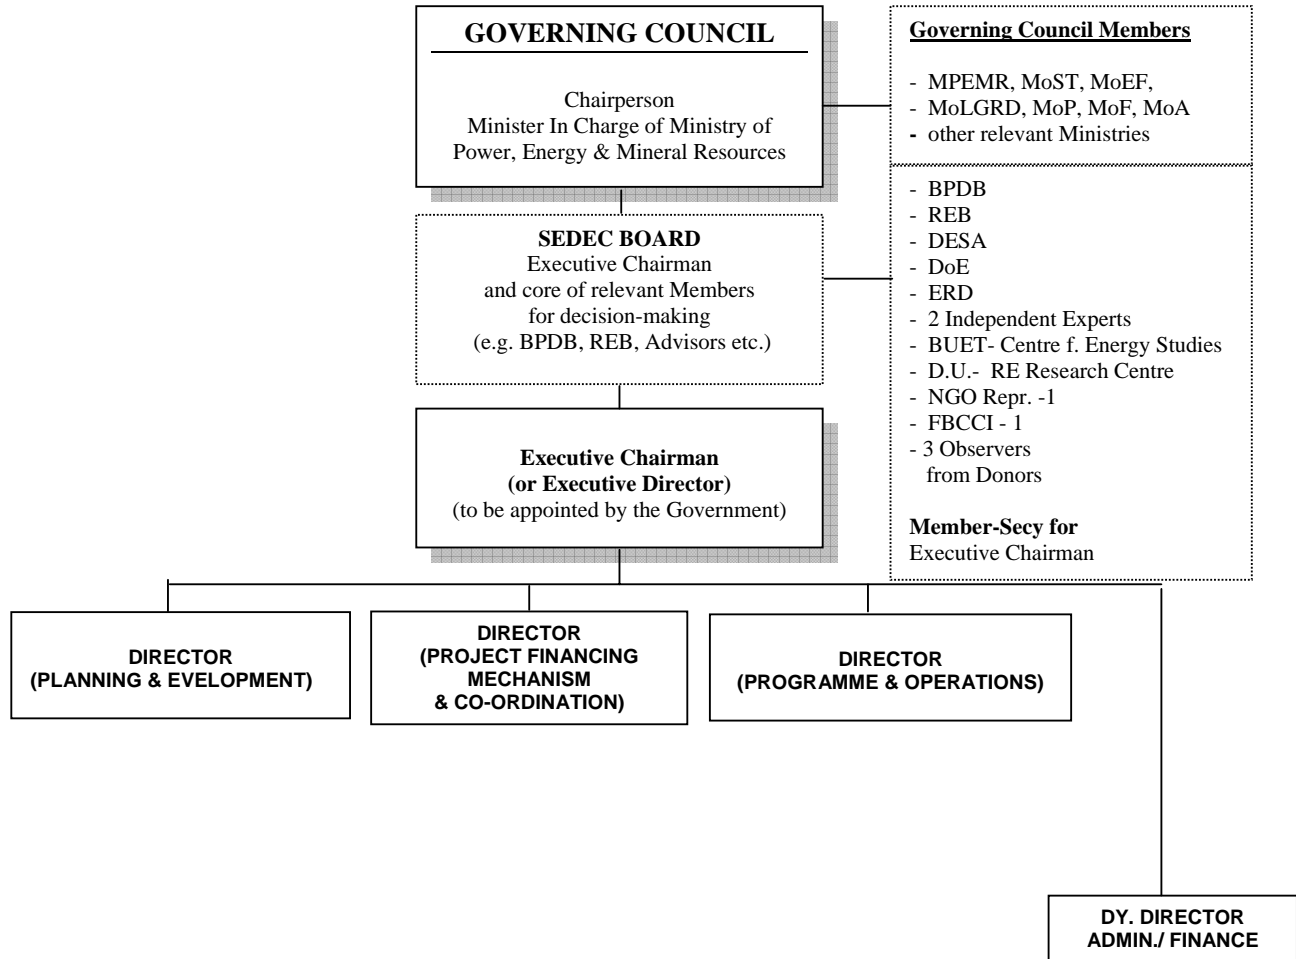 GOVERNING COUNCIL
Chairperson
Minister In Charge of Ministry of
Power, Energy & Mineral Resources
Governing Council Members
- MPEMR, MoST, MoEF,
- MoLGRD, MoP, MoF, MoA
- other relevant Ministries
SEDEC BOARD
Executive Chairman
and core of relevant Members
for decision-making
(e.g. BPDB, REB, Advisors etc.)
- BPDB
- REB
- DESA
- DoE
- ERD
- 2 Independent Experts
- BUET- Centre f. Energy Studies
- D.U.- RE Research Centre
- NGO Repr. -1
- FBCCI - 1
- 3 Observers
from Donors
Member-Secy for
Executive Chairman
Executive Chairman
(or Executive Director)
(to be appointed by the Government)
DIRECTOR
(PLANNING & EVELOPMENT)
DIRECTOR
(PROJECT FINANCING
MECHANISM
& CO-ORDINATION)
DIRECTOR
(PROGRAMME & OPERATIONS)
DY. DIRECTOR
ADMIN./ FINANCE